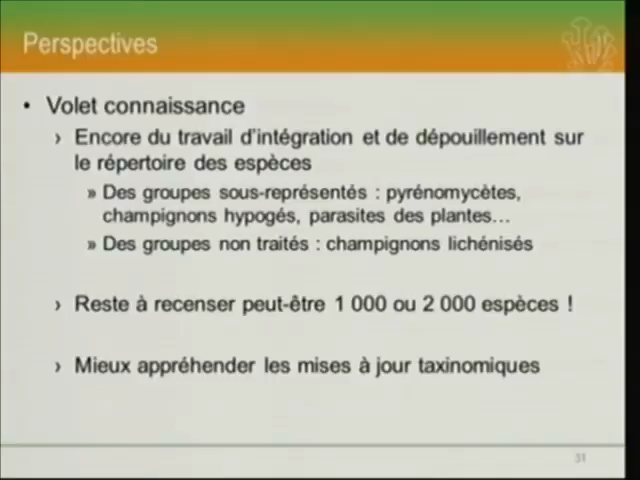 Perspectives
• Volet connaissance
› Encore du travail d'intégration et de dépouillement sur
le répertoire des espèces
» Des groupes sous-représentés : pyrénomycètes,
champignons hypogés, parasites des plantes…
» Des groupes non traités : champignons lichénisés
› Reste à recenser peut-être 1 000 ou 2 000 espèces !
› Mieux appréhender les mises à jour taxinomiques
31